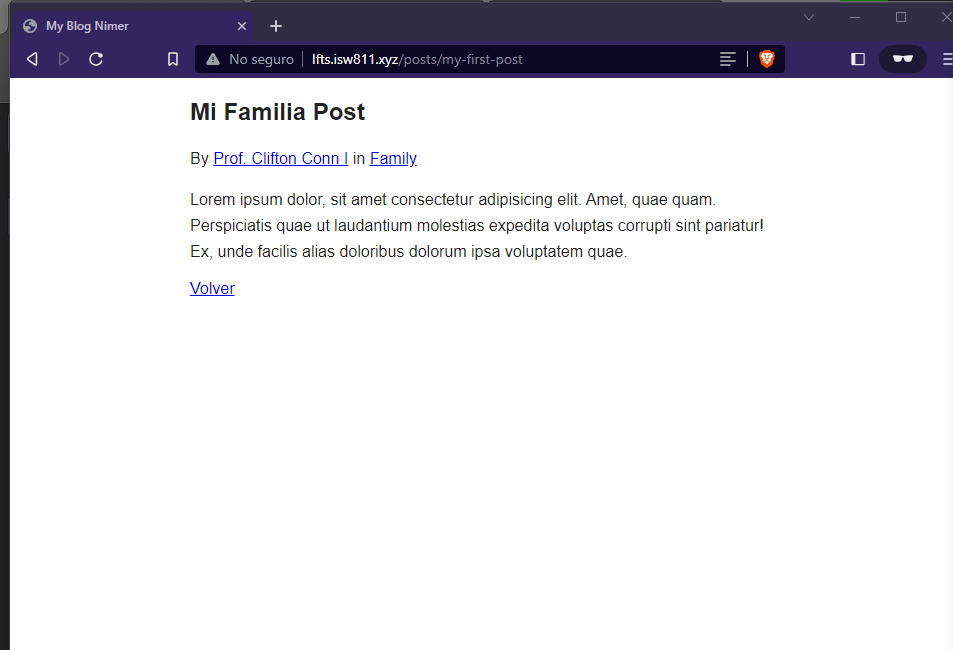 My Blog Nimer
No seguro lfts.isw811.xyz/posts/my-first-post
Mi Familia Post
By Prof. Clifton Conn I in Family
Lorem ipsum dolor, sit amet consectetur adipisicing elit. Amet, quae quam.
Perspiciatis quae ut laudantium molestias expedita voluptas corrupti sint pariatur!
Ex, unde facilis alias doloribus dolorum ipsa voluptatem quae.
Volver